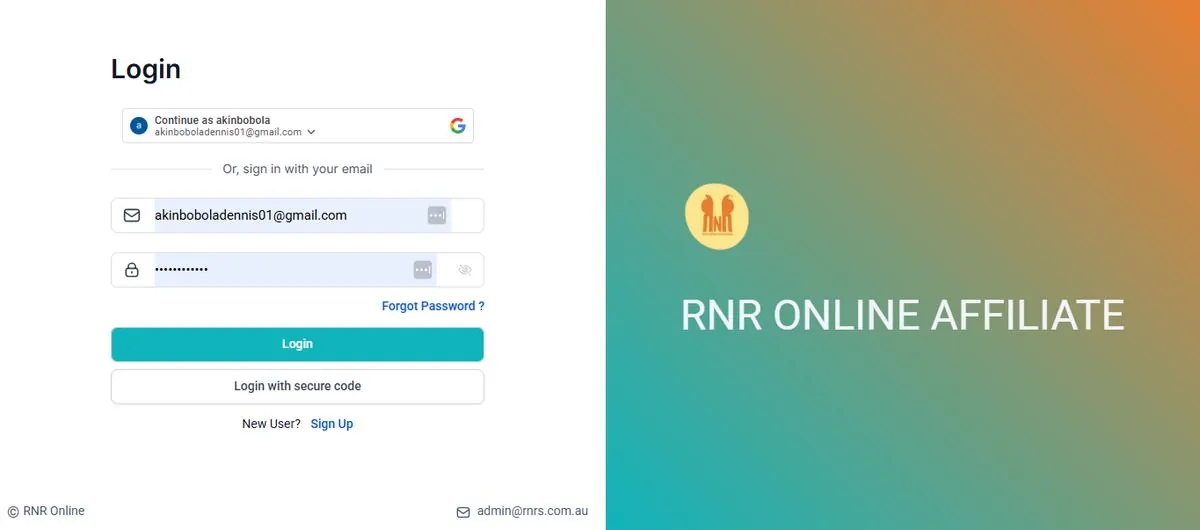 Login
a
Continue as akinbobola
akinboboladennis01@gmail.com
Or, sign in with your email
akinboboladennis01@gmail.com
••••••••••••
Forgot Password ?
Login
Login with secure code
New User? Sign Up
© RNR Online
admin@rnrs.com.au
RNR
RNR ONLINE AFFILIATE